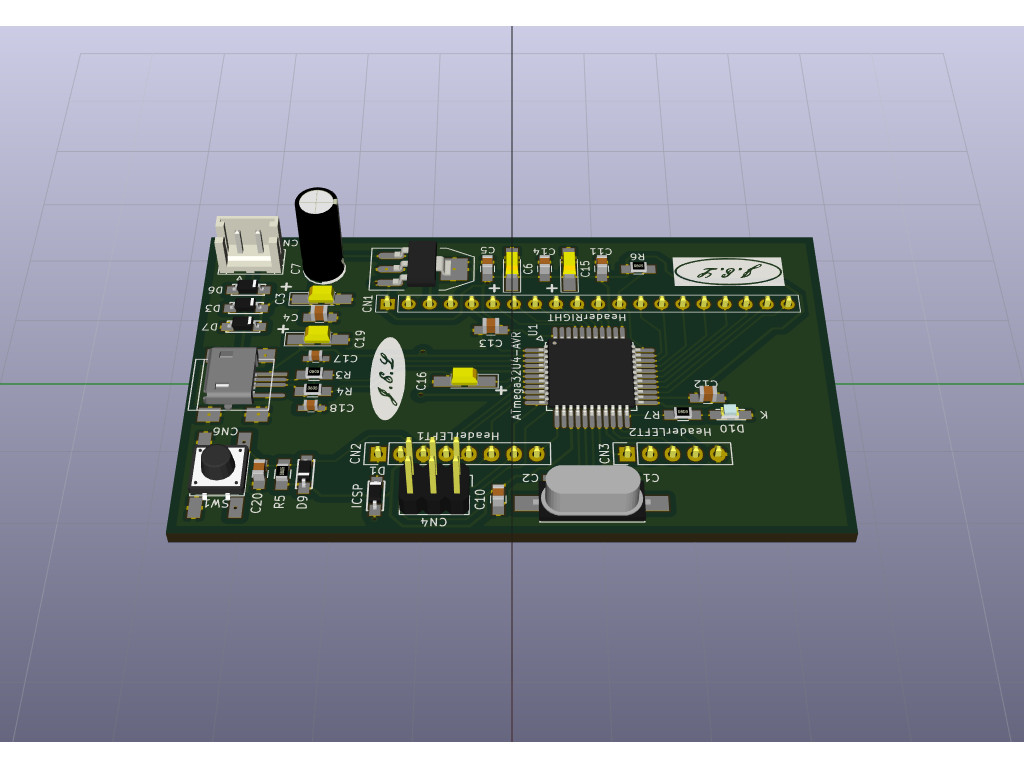 CN
C7
C5
C14
C11
R6
J.&.L
D6
C3
CN1
C6
C15
D3
C4
HeaderRIGHT
D7
C19
C13
U1
ATmega32U4-AVR
C17
R3
C16
J.&.L
R4
C18
C12
R7
D10
K
CN6
CN2
HeaderLEFT1
CN3
HeaderLEFT2
D1
SW1
C20
R5
D9
ICSP
CN4
C10
C2
C1